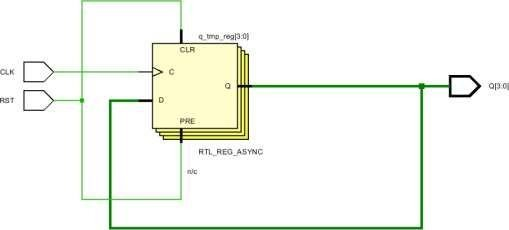 q_tmp_reg[3:0]
CLR
CLK
C
Q
Q[3:0]
RST
D
PRE
RTL_REG_ASYNC
n/c